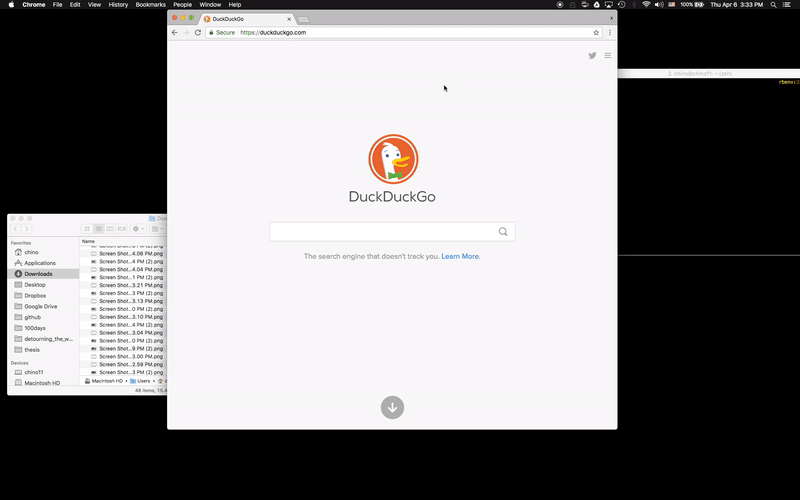 Chrome File Edit View History Bookmarks People Window Help 100% Thu Apr 6 3:33 PM
DuckDuckGo
Secure https://duckduckgo.com
2. chino@chino11: ~ (zsh)
DuckDuckGo
The search engine that doesn't track you. Learn More.
Favorites
chino
Applications
Downloads
Desktop
Dropbox
Google Drive
github
100days
detourning_the_w...
thesis
Devices
chino11
Macintosh HD
Name
Screen Shot...4.06 PM.png
Screen Shot...4 PM (2).png
Screen Shot...4.04 PM.png
Screen Shot...1 PM (2).png
Screen Shot...3.21 PM.png
Screen Shot...3 PM (2).png
Screen Shot...3.13 PM.png
Screen Shot...0 PM (2).png
Screen Shot...3.10 PM.png
Screen Shot...4 PM (2).png
Screen Shot...3.04 PM.png
Screen Shot...0 PM (2).png
Screen Shot...9 PM (2).png
Screen Shot...3.00 PM.png
Screen Shot...2.59 PM.png
Screen Shot...3 PM (2).png
Macintosh HD Users